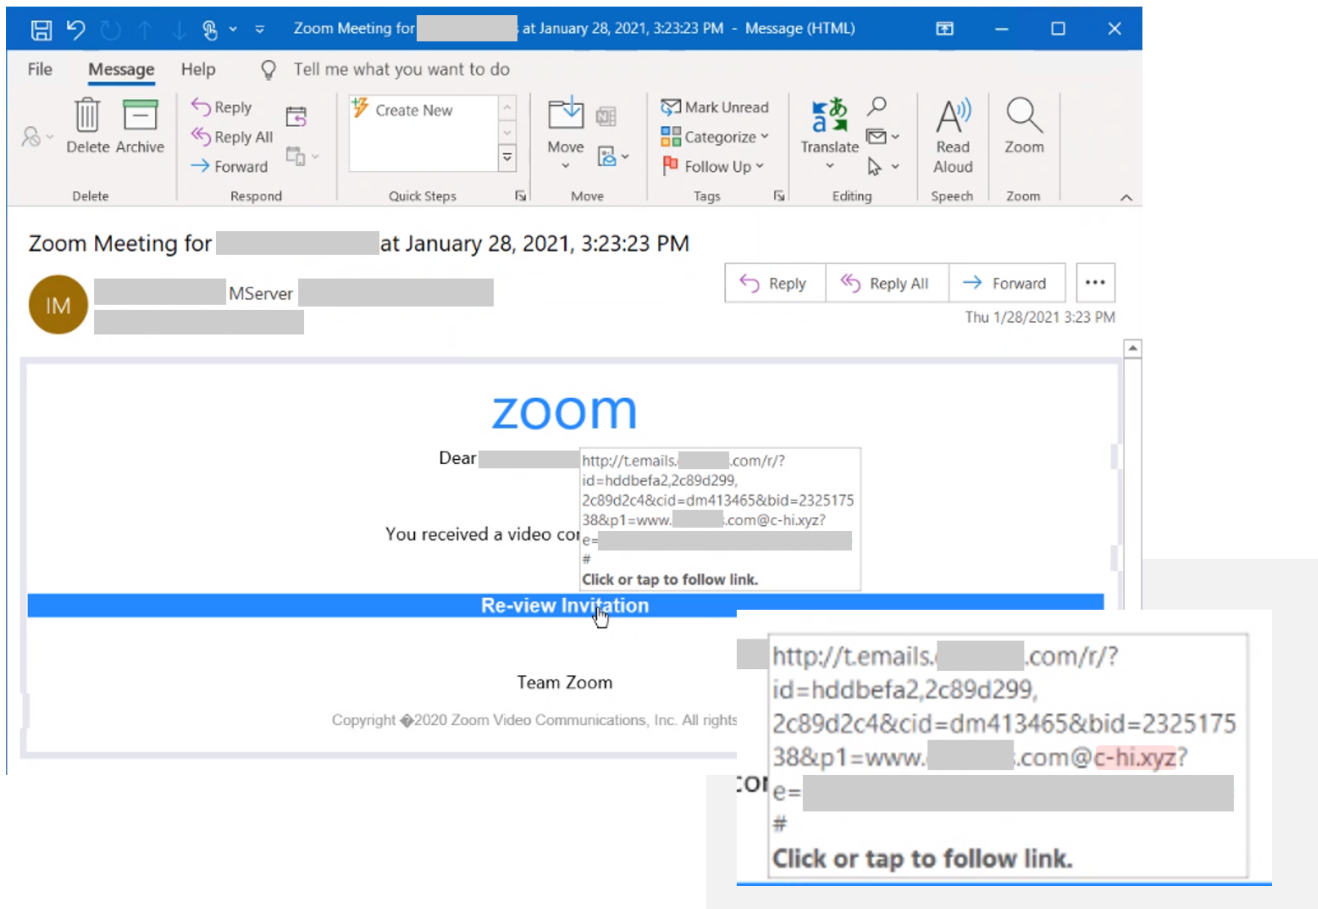 Zoom Meeting for at January 28, 2021, 3:23:23 PM - Message (HTML)
File Message Help Tell me what you want to do
Delete Archive
Reply
Reply All
Forward
Create New
Move
Mark Unread
Categorize
Follow Up
Translate
Read Aloud
Zoom
Delete Respond Quick Steps Move Tags Editing Speech Zoom
Zoom Meeting for at January 28, 2021, 3:23:23 PM
IM
MServer
Reply Reply All Forward
Thu 1/28/2021 3:23 PM
zoom
Dear
You received a video cor
http://t.emails. .com/r/?
id=hddbefa2,2c89d299,
2c89d2c4&cid=dm413465&bid=2325175
38&p1=www. .com@c-hi.xyz?
e=
#
Click or tap to follow link.
Re-view Invitation
Team Zoom
Copyright �2020 Zoom Video Communications, Inc. All rights
http://t.emails. .com/r/?
id=hddbefa2,2c89d299,
2c89d2c4&cid=dm413465&bid=2325175
38&p1=www. .com@c-hi.xyz?
cor
e=
#
Click or tap to follow link.